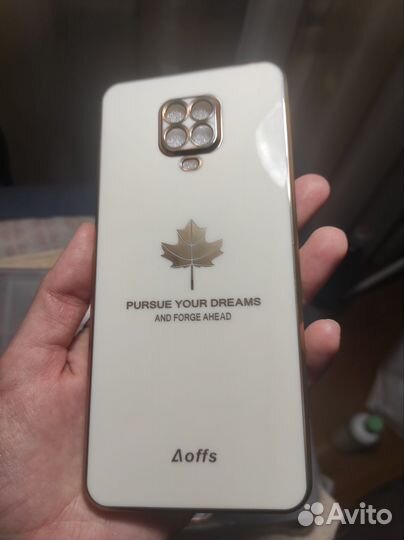 PURSUE YOUR DREAMS
AND FORGE AHEAD
Δoffs
Avito